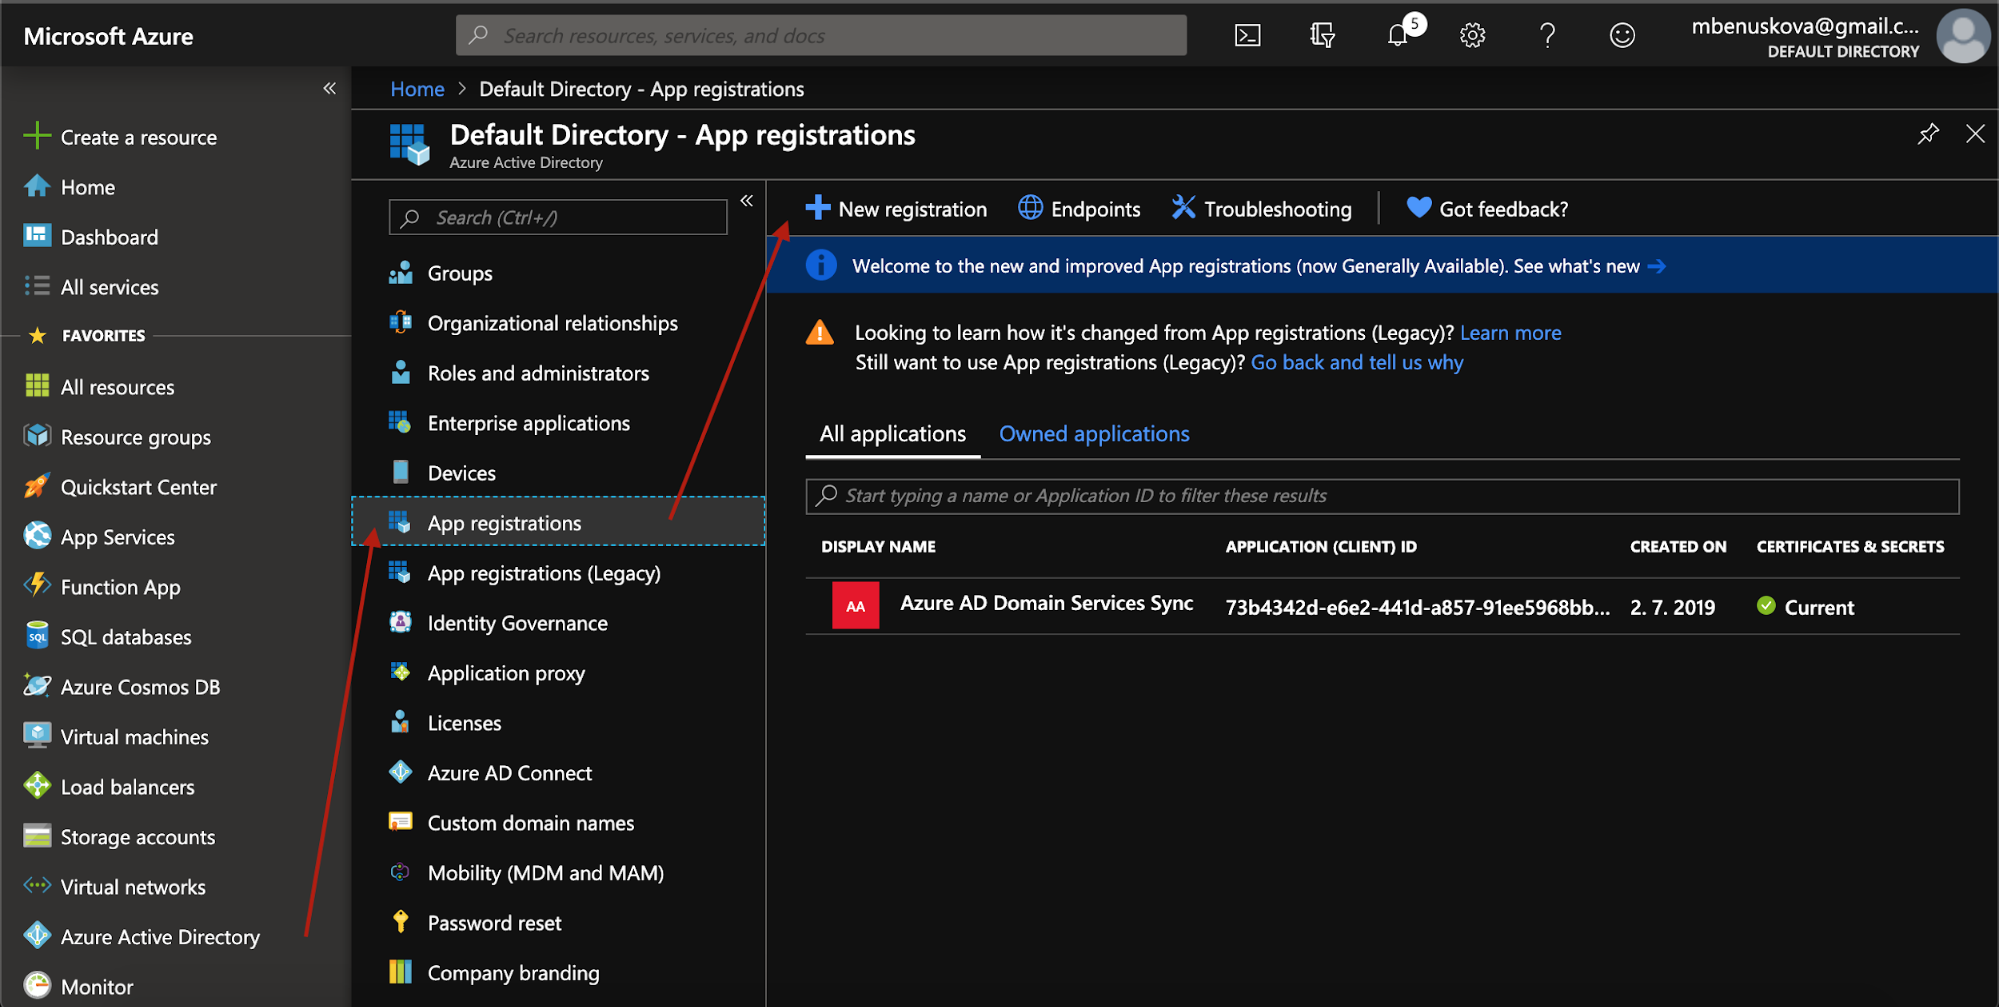 Microsoft Azure
Search resources, services, and docs
5
mbenuskova@gmail.c...
DEFAULT DIRECTORY
Create a resource
Home
Dashboard
All services
FAVORITES
All resources
Resource groups
Quickstart Center
App Services
Function App
SQL
SQL databases
Azure Cosmos DB
Virtual machines
Load balancers
Storage accounts
Virtual networks
Azure Active Directory
Monitor
Home > Default Directory - App registrations
Default Directory - App registrations
Azure Active Directory
Search (Ctrl+/)
Groups
Organizational relationships
Roles and administrators
Enterprise applications
Devices
App registrations
App registrations (Legacy)
Identity Governance
Application proxy
Licenses
Azure AD Connect
Custom domain names
Mobility (MDM and MAM)
Password reset
Company branding
New registration Endpoints Troubleshooting Got feedback?
Welcome to the new and improved App registrations (now Generally Available). See what's new →
Looking to learn how it's changed from App registrations (Legacy)? Learn more
Still want to use App registrations (Legacy)? Go back and tell us why
All applications Owned applications
Start typing a name or Application ID to filter these results
DISPLAY NAME APPLICATION (CLIENT) ID CREATED ON CERTIFICATES & SECRETS
AA Azure AD Domain Services Sync 73b4342d-e6e2-441d-a857-91ee5968bb... 2. 7. 2019 Current